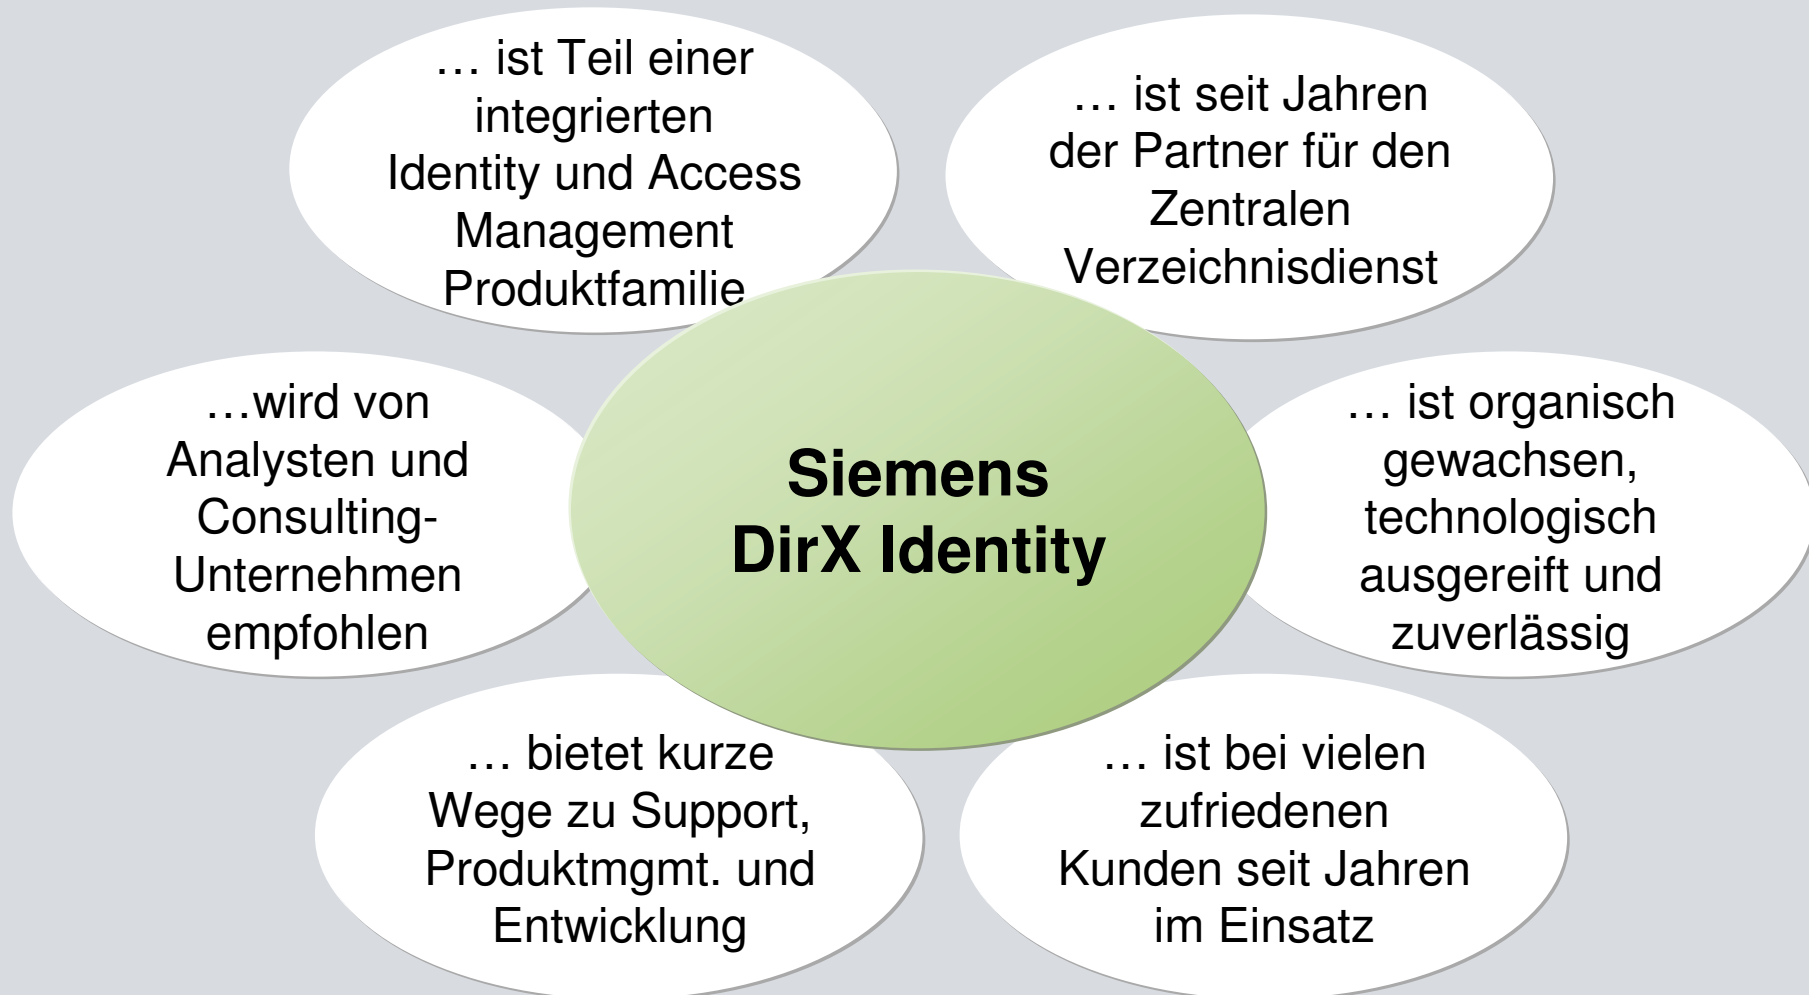 … ist Teil einer
integrierten
Identity und Access
Management
Produktfamilie
… ist seit Jahren
der Partner für den
Zentralen
Verzeichnisdienst
…wird von
Analysten und
Consulting-
Unternehmen
empfohlen
Siemens
DirX Identity
… ist organisch
gewachsen,
technologisch
ausgereift und
zuverlässig
… bietet kurze
Wege zu Support,
Produktmgmt. und
Entwicklung
… ist bei vielen
zufriedenen
Kunden seit Jahren
im Einsatz